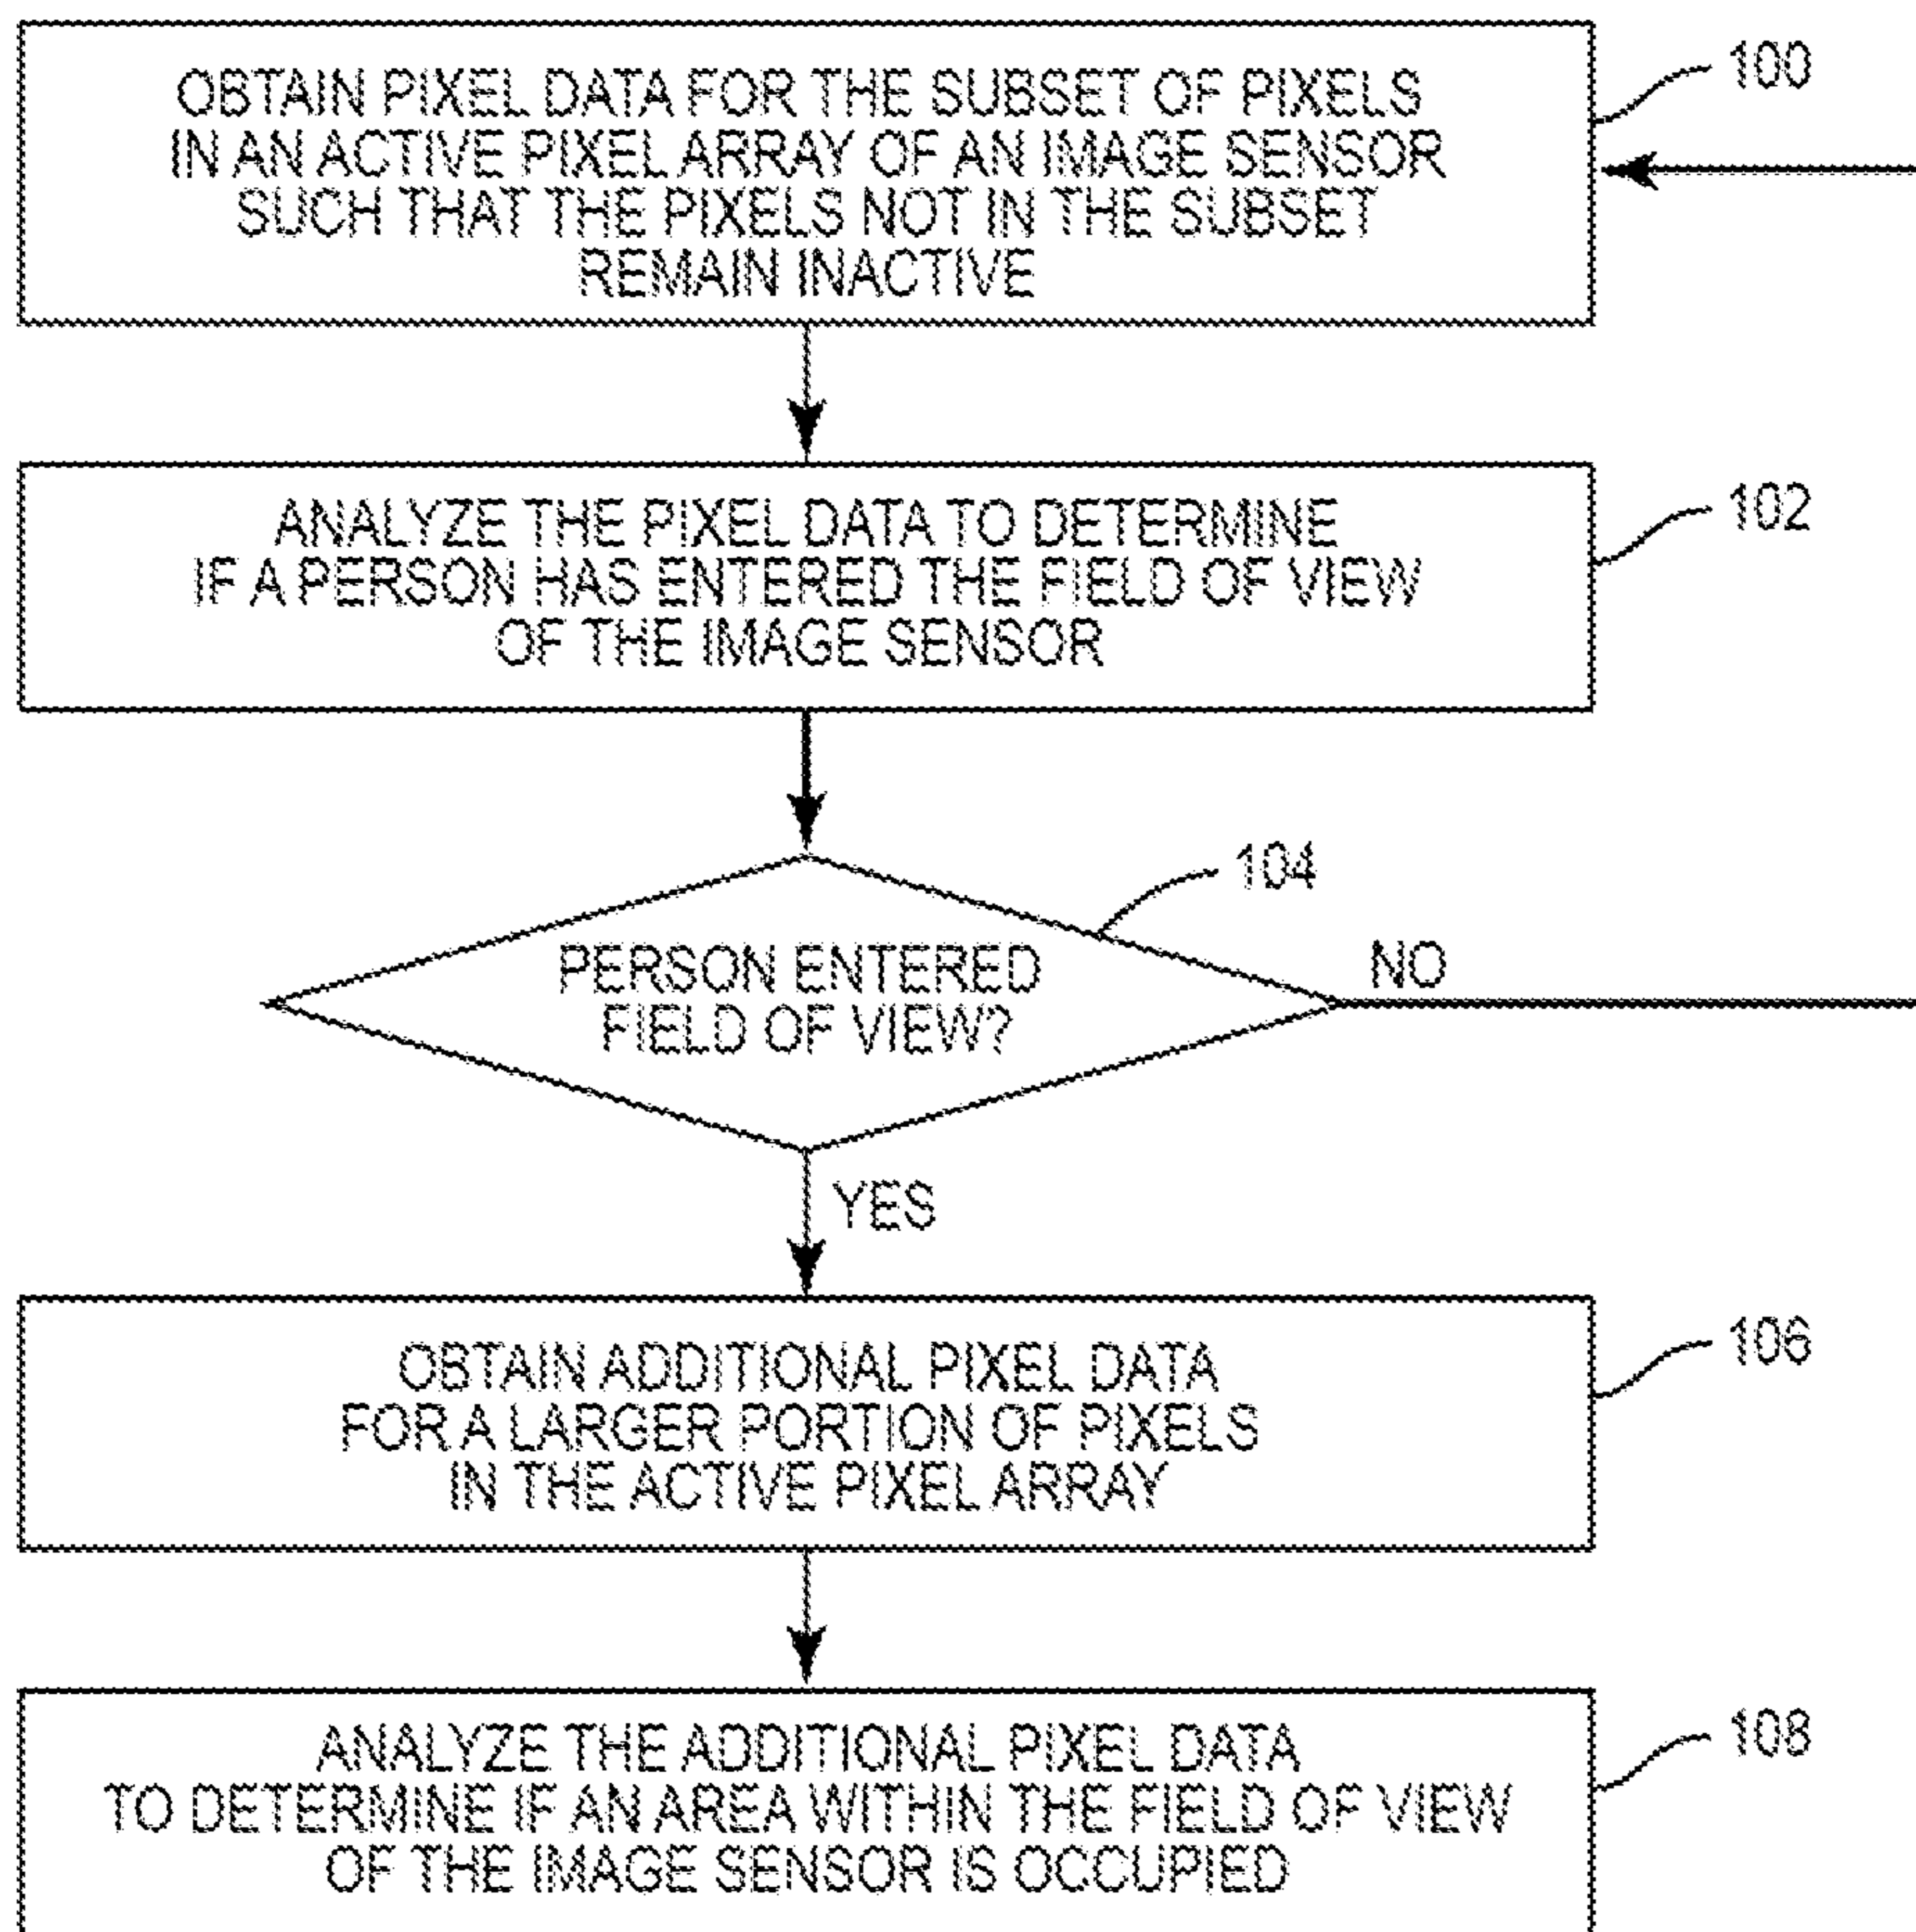 OBTAIN PIXEL DATA FOR THE SUBSET OF PIXELS
IN AN ACTIVE PIXEL ARRAY OF AN IMAGE SENSOR
SUCH THAT THE PIXELS NOT IN THE SUBSET
REMAIN INACTIVE
100
ANALYZE THE PIXEL DATA TO DETERMINE
IF A PERSON HAS ENTERED THE FIELD OF VIEW
OF THE IMAGE SENSOR
102
104
PERSON ENTERED
FIELD OF VIEW?
NO
YES
OBTAIN ADDITIONAL PIXEL DATA
FOR A LARGER PORTION OF PIXELS
IN THE ACTIVE PIXEL ARRAY
106
ANALYZE THE ADDITIONAL PIXEL DATA
TO DETERMINE IF AN AREA WITHIN THE FIELD OF VIEW
OF THE IMAGE SENSOR IS OCCUPIED
108